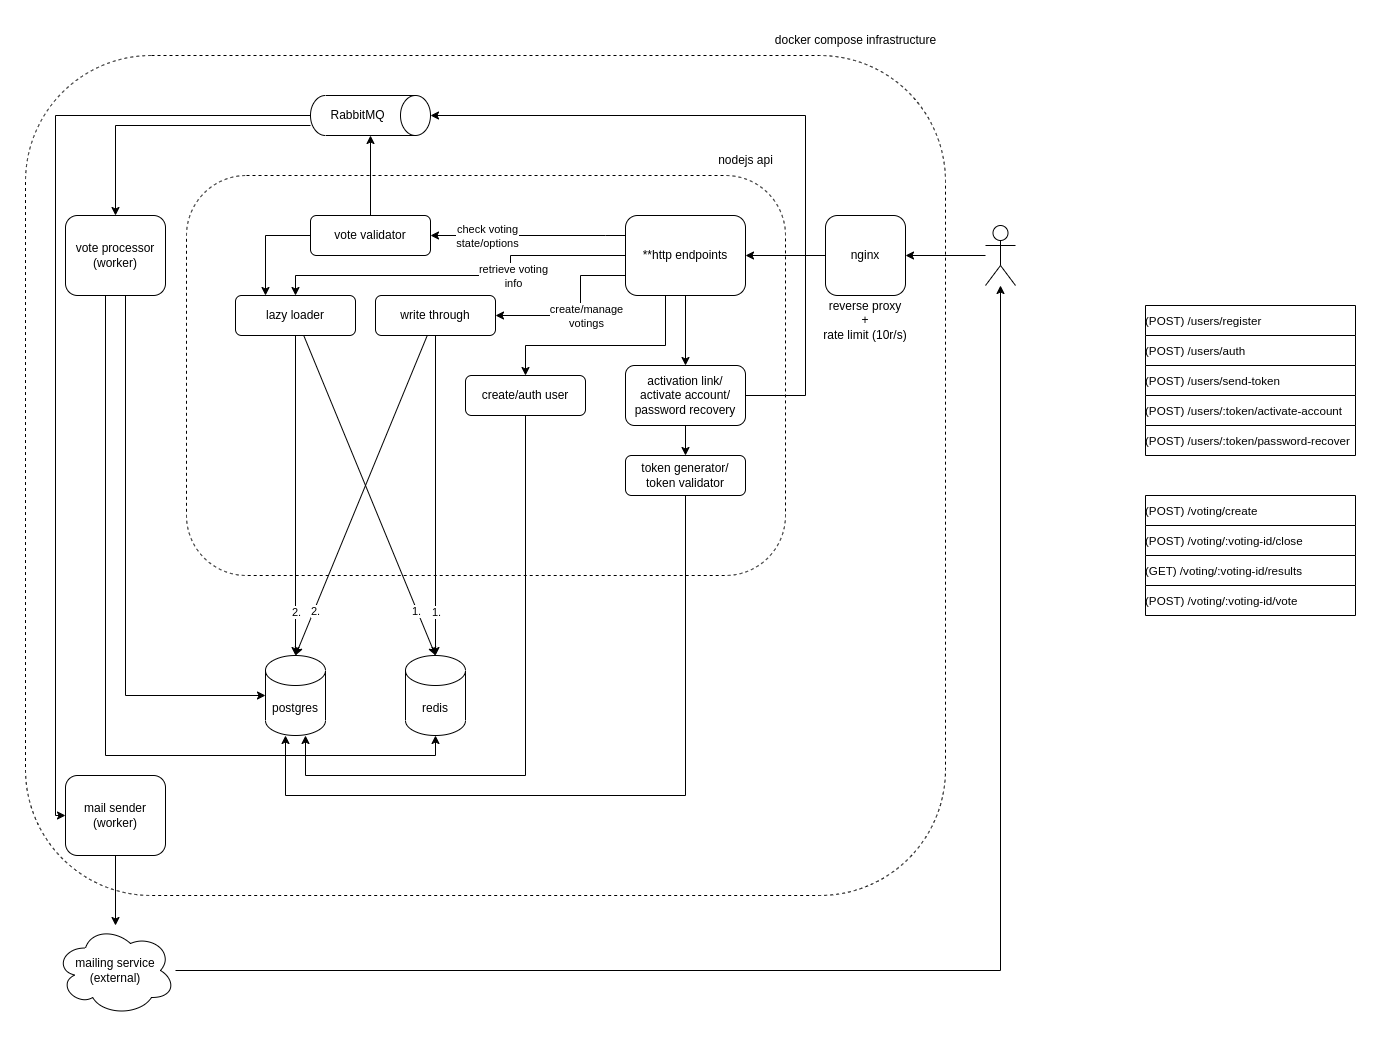 docker compose infrastructure
RabbitMQ
nodejs api
vote processor
(worker)
vote validator
check voting
state/options
**http endpoints
nginx
retrieve voting
info
reverse proxy
+
rate limit (10r/s)
lazy loader
write through
create/manage
votings
create/auth user
activation link/
activate account/
password recovery
token generator/
token validator
2.
2.
1.
1.
postgres
redis
mail sender
(worker)
mailing service
(external)
(POST) /users/register
(POST) /users/auth
(POST) /users/send-token
(POST) /users/:token/activate-account
(POST) /users/:token/password-recover
(POST) /voting/create
(POST) /voting/:voting-id/close
(GET) /voting/:voting-id/results
(POST) /voting/:voting-id/vote